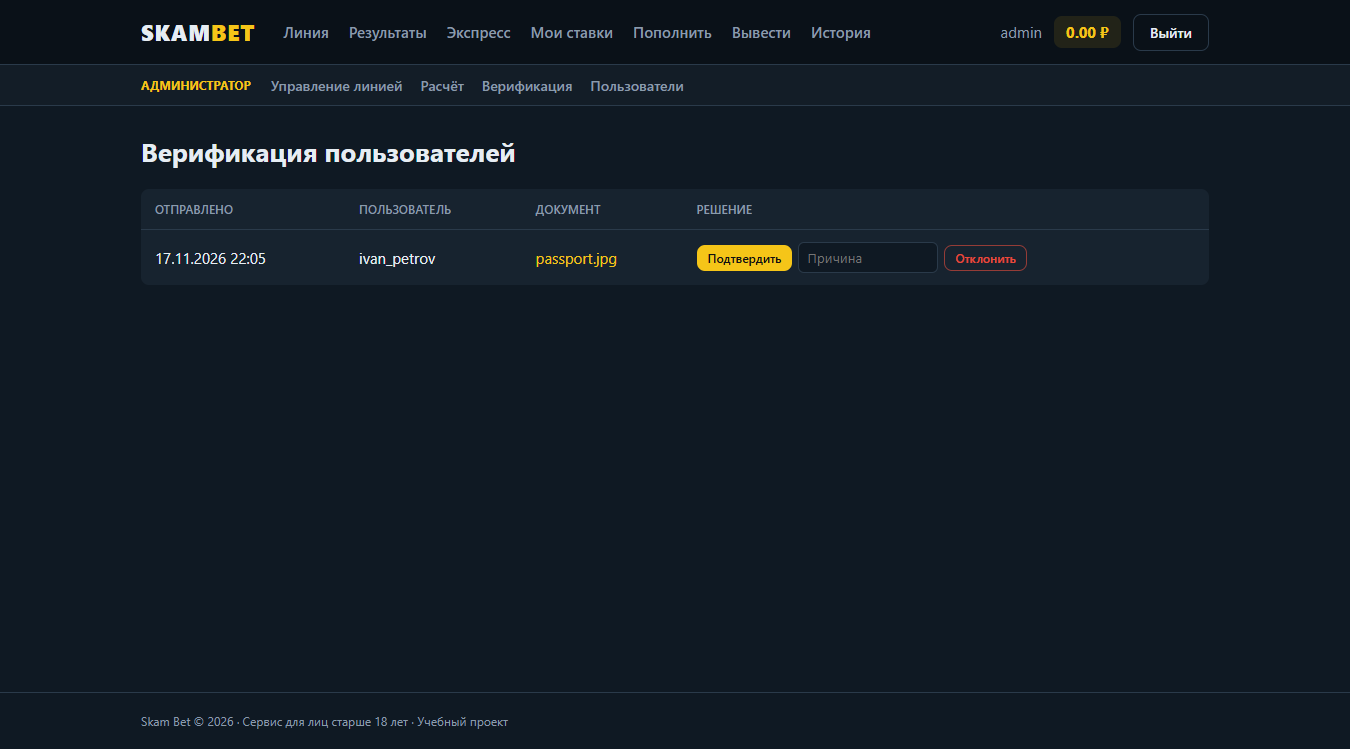 SKAMBET Линия Результаты Экспресс Мои ставки Пополнить Вывести История admin 0.00 ₽ Выйти
АДМИНИСТРАТОР Управление линией Расчёт Верификация Пользователи
Верификация пользователей
ОТПРАВЛЕНО ПОЛЬЗОВАТЕЛЬ ДОКУМЕНТ РЕШЕНИЕ
17.11.2026 22:05 ivan_petrov passport.jpg Подтвердить Причина Отклонить
Skam Bet © 2026 · Сервис для лиц старше 18 лет · Учебный проект